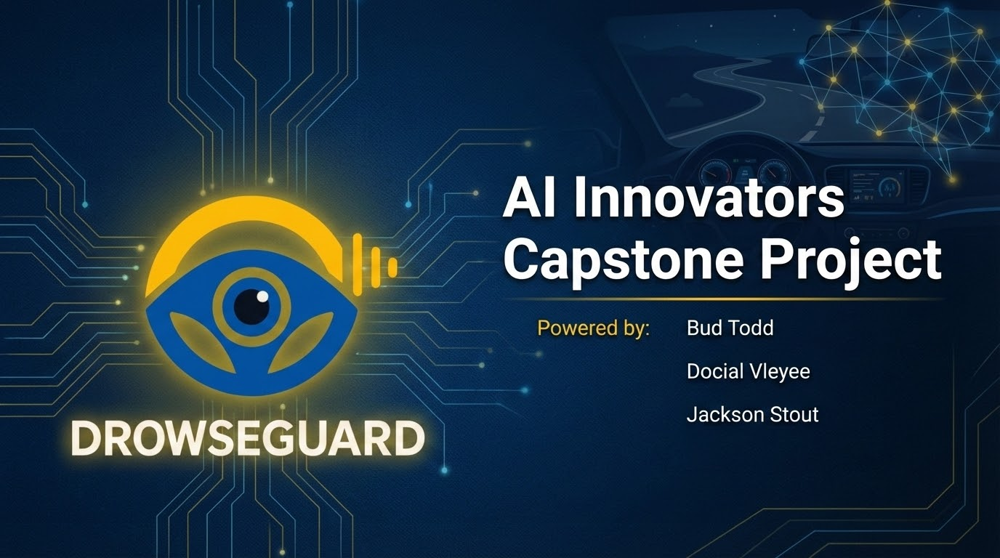 DROWSEGUARD
AI Innovators
Capstone Project
Powered by:
Bud Todd
Docial Vleyee
Jackson Stout